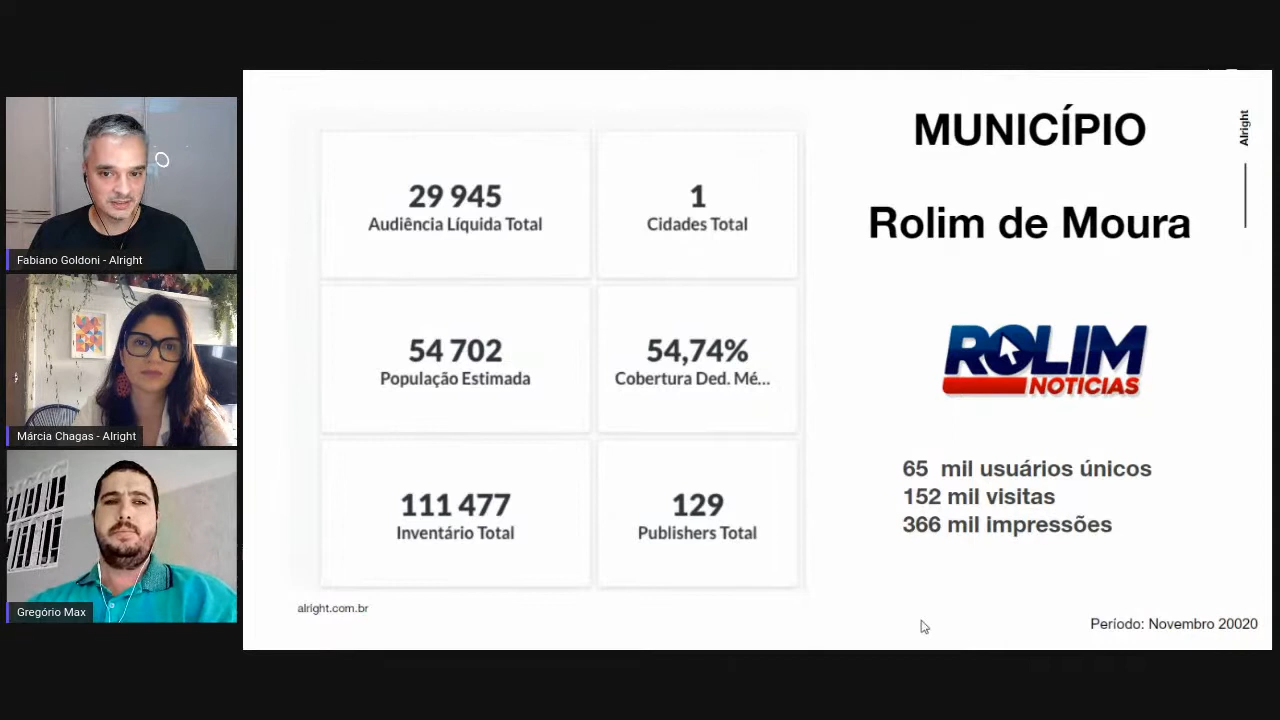 Fabiano Goldoni - Alright
Márcia Chagas - Alright
Gregório Max
29 945
Audiência Líquida Total
1
Cidades Total
54 702
População Estimada
54,74%
Cobertura Ded. Mé...
111 477
Inventário Total
129
Publishers Total
alright.com.br
MUNICÍPIO
Rolim de Moura
Alright
ROLIM
NOTICIAS
65 mil usuários únicos
152 mil visitas
366 mil impressões
Período: Novembro 20020